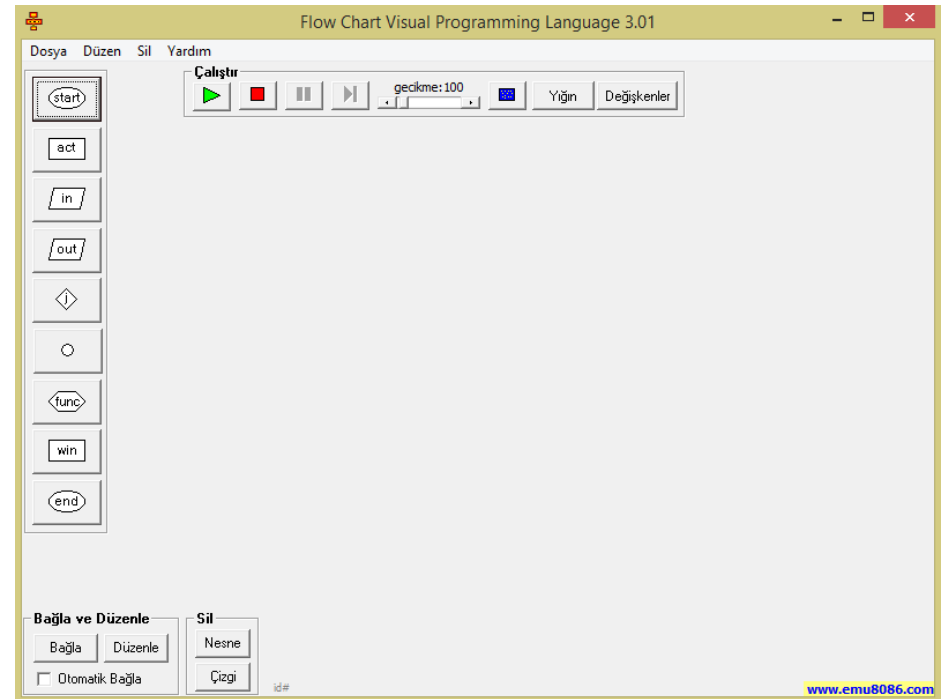 Flow Chart Visual Programming Language 3.01
Dosya Düzen Sil Yardım
Çalıştır
gecikme:100
Yığın Değişkenler
start
act
in
out
j
func
win
end
Bağla ve Düzenle
Bağla Düzenle
Otomatik Bağla
Sil
Nesne
Çizgi
id#
www.emu8086.com